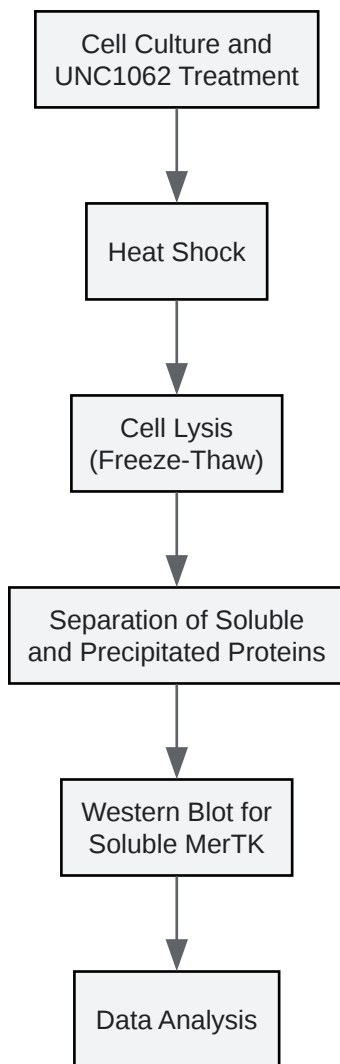 Cell Culture and
UNC1062 Treatment
Heat Shock
Cell Lysis
(Freeze-Thaw)
Separation of Soluble
and Precipitated Proteins
Western Blot for
Soluble MerTK
Data Analysis